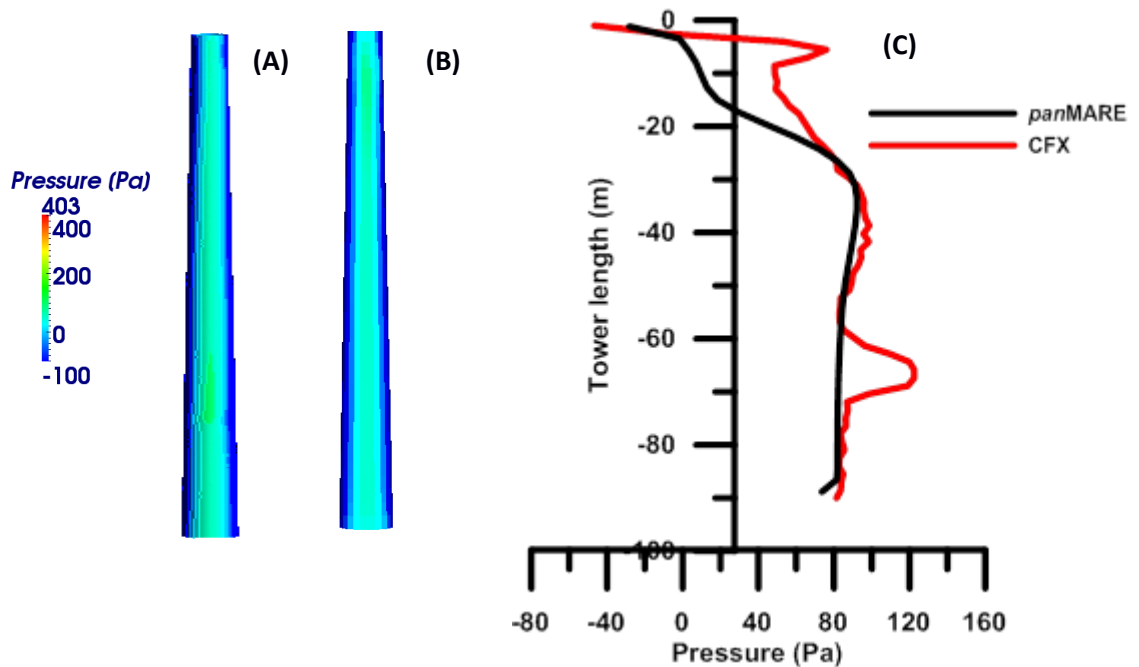 (A)
(B)
Pressure (Pa)
403
400
200
0
-100
(C)
0
-20
-40
-60
-80
-100
Tower length (m)
panMARE
CFX
-80 -40 0 40 80 120 160
Pressure (Pa)